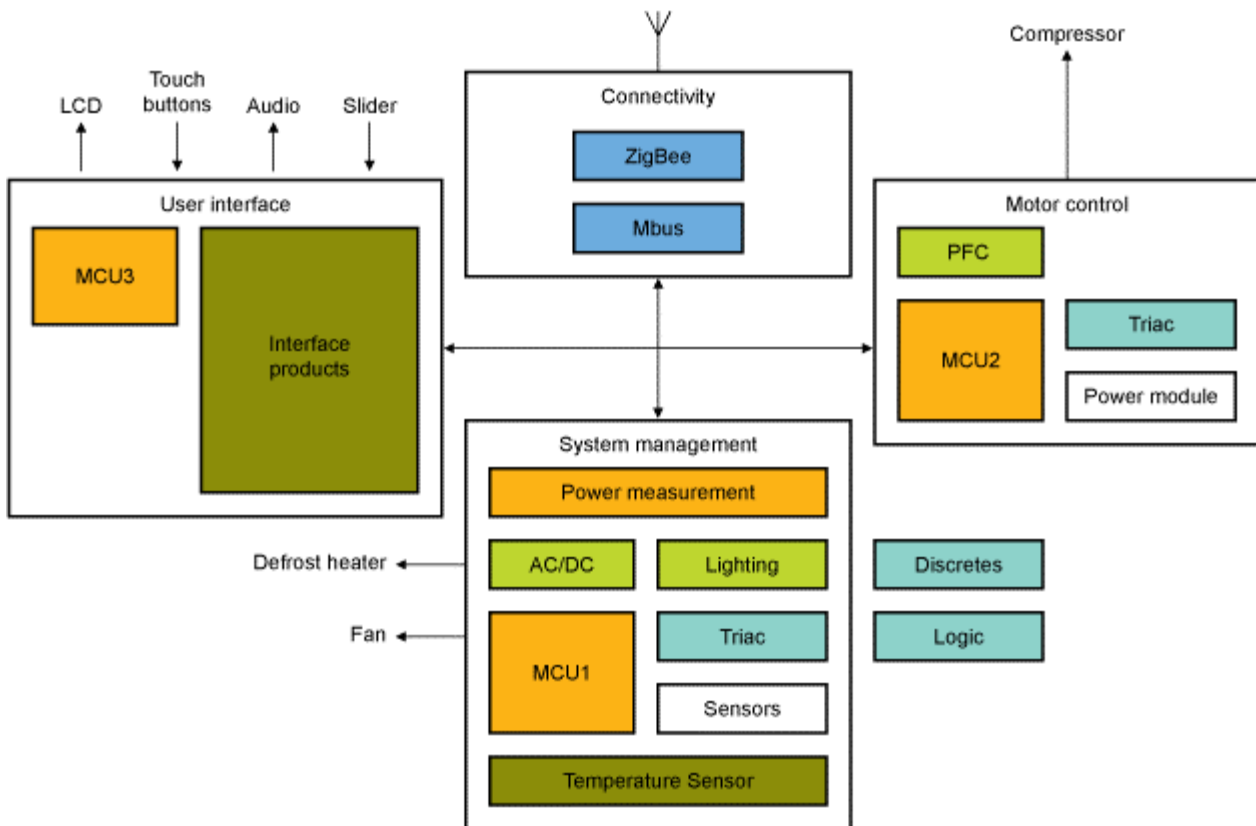 Compressor
Touch
buttons
LCD
Audio
Slider
Connectivity
ZigBee
Mbus
User interface
MCU3
Interface
products
Motor control
PFC
MCU2
Triac
Power module
System management
Power measurement
Defrost heater
AC/DC
Lighting
Discretes
Fan
MCU1
Triac
Logic
Sensors
Temperature Sensor